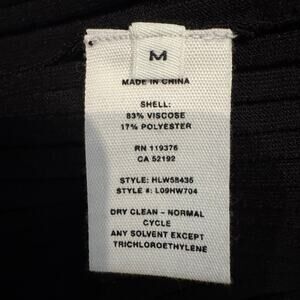 M
MADE IN CHINA
SHELL:
83% VISCOSE
17% POLYESTER
RN 119376
CA 52192
STYLE: HLW58435
STYLE #: L09HW704
DRY CLEAN – NORMAL
CYCLE
ANY SOLVENT EXCEPT
TRICHLOROETHYLENE